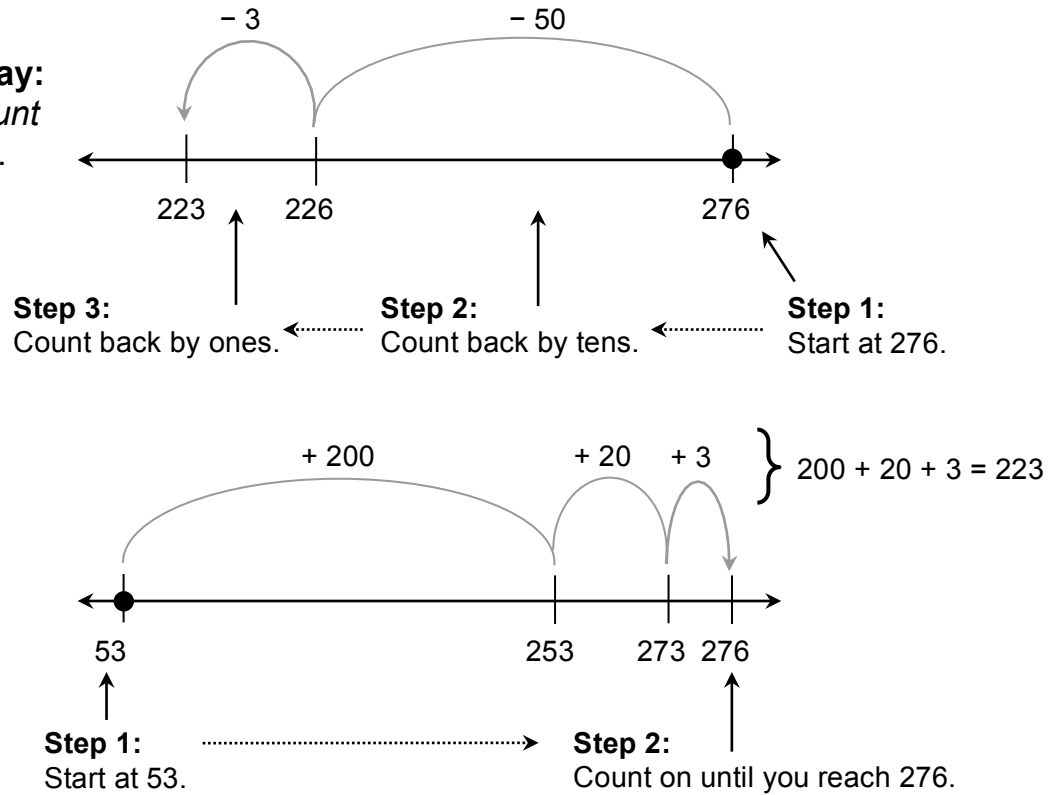 − 3
− 50
ay:
unt
.
223
226
276
Step 3:
Count back by ones.
Step 2:
Count back by tens.
Step 1:
Start at 276.
+ 200
+ 20
+ 3
} 200 + 20 + 3 = 223
53
253
273
276
Step 1:
Start at 53.
Step 2:
Count on until you reach 276.